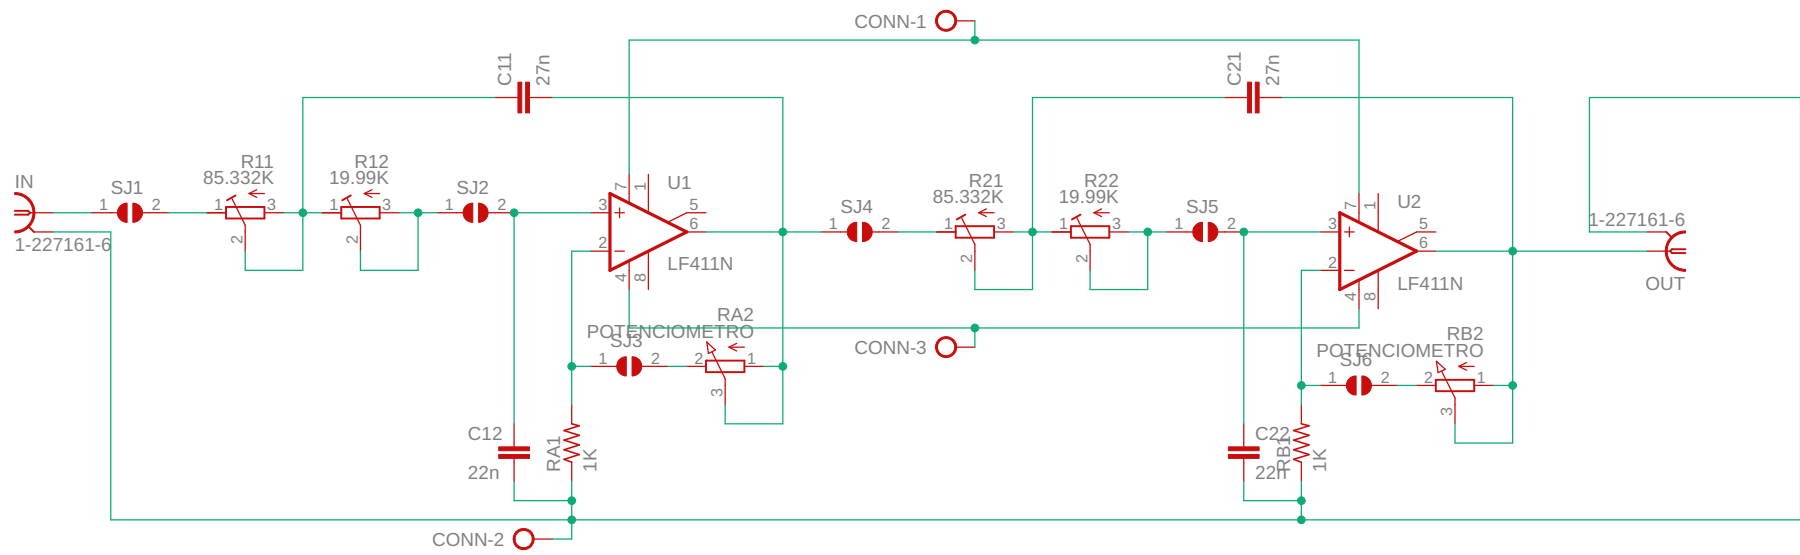 CONN-1
C11
27n
C21
27n
IN
1-227161-6
SJ1
1 2
R11
85.332K
1 3
2
R12
19.99K
1 3
2
SJ2
1 2
U1
7
1
3
2
5
6
4
8
LF411N
SJ4
1 2
R21
85.332K
1 3
2
R22
19.99K
1 3
2
SJ5
1 2
U2
7
1
3
2
5
6
4
8
LF411N
1-227161-6
OUT
RA2
POTENCIOMETRO
SJ3
1 2
2 1
3
CONN-3
RB2
POTENCIOMETRO
SJ6
1 2
2 1
3
C12
22n
RA1
1K
C22
22n
RB1
1K
CONN-2